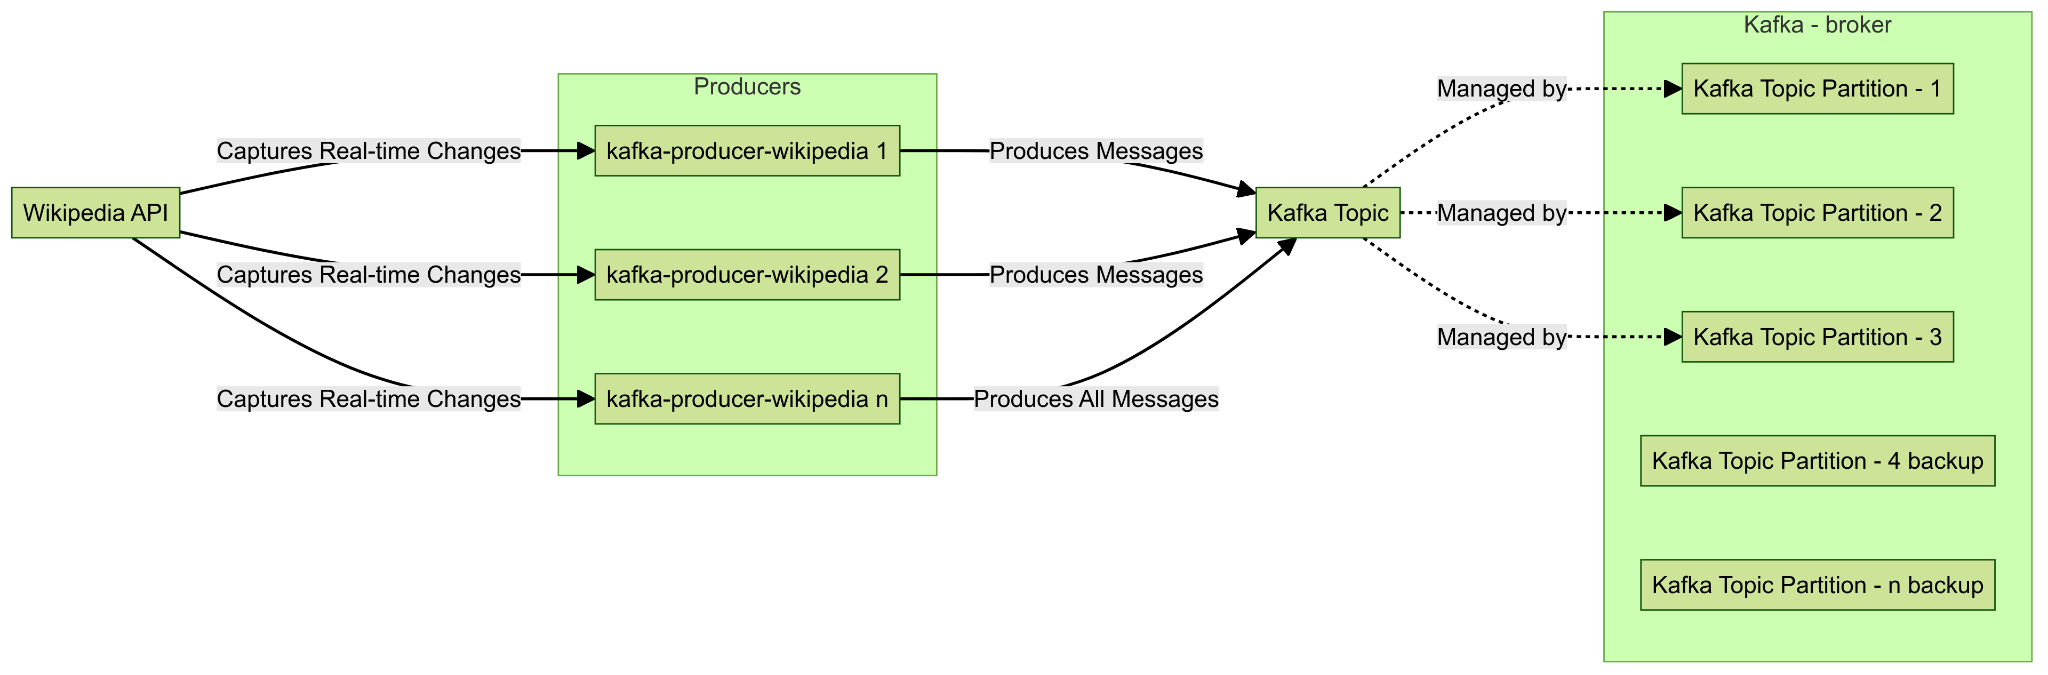 Kafka - broker
Producers
Kafka Topic Partition - 1
Managed by
Captures Real-time Changes
kafka-producer-wikipedia 1
Produces Messages
Wikipedia API
Kafka Topic
Managed by
Kafka Topic Partition - 2
Captures Real-time Changes
kafka-producer-wikipedia 2
Produces Messages
Managed by
Kafka Topic Partition - 3
Captures Real-time Changes
kafka-producer-wikipedia n
Produces All Messages
Kafka Topic Partition - 4 backup
Kafka Topic Partition - n backup